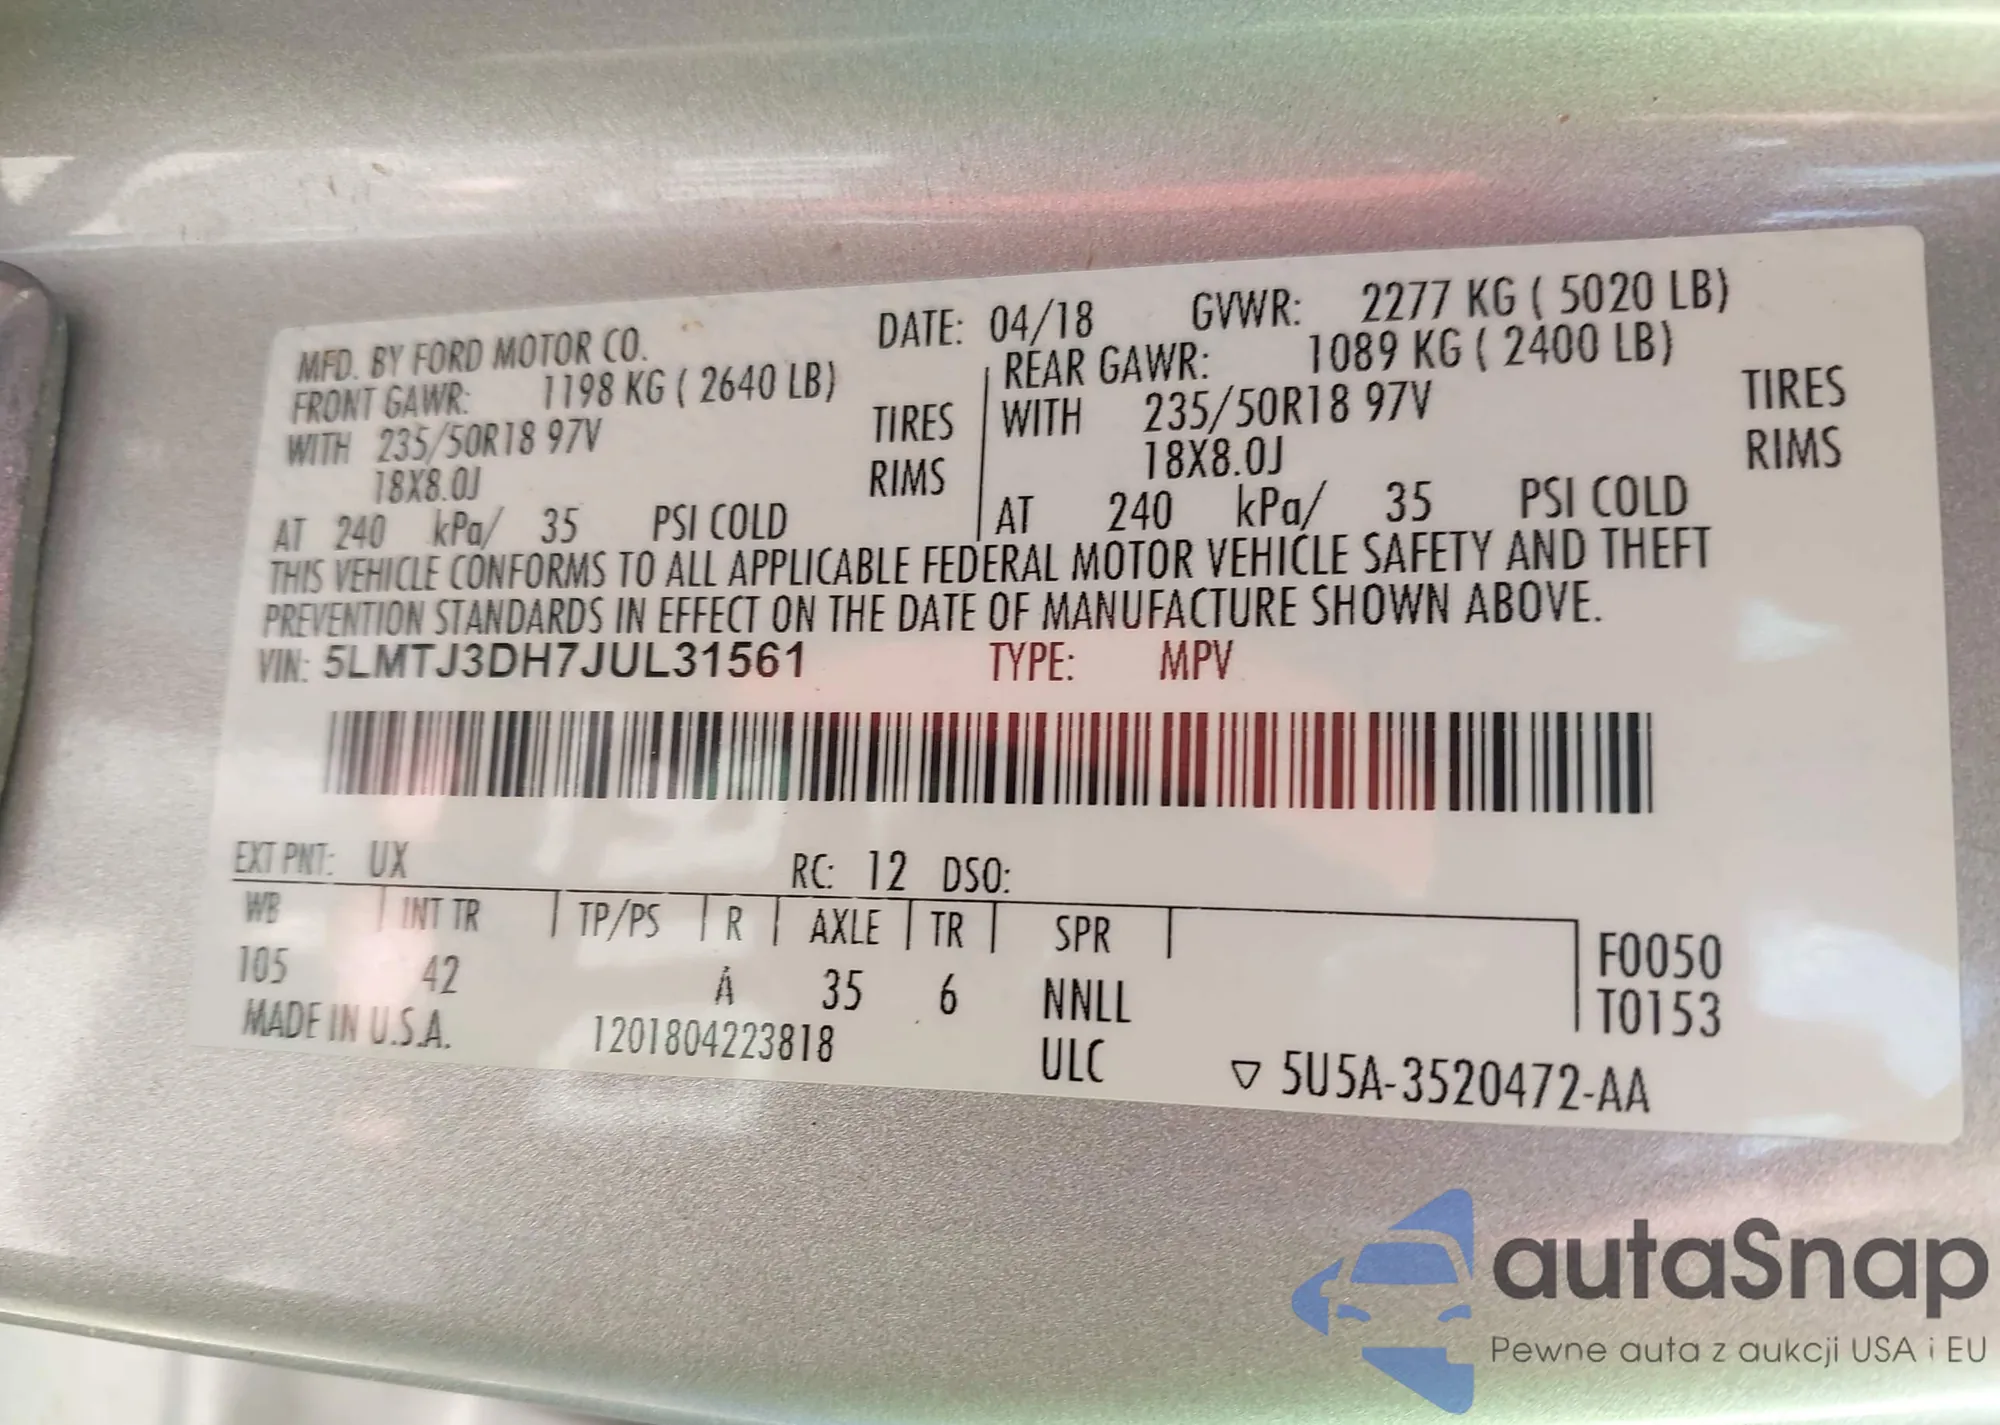 MFD. BY FORD MOTOR CO. DATE: 04/18 GVWR: 2277 KG ( 5020 LB)
FRONT GAWR: 1198 KG ( 2640 LB) REAR GAWR: 1089 KG ( 2400 LB)
WITH 235/50R18 97V TIRES WITH 235/50R18 97V TIRES
18X8.0J RIMS 18X8.0J RIMS
AT 240 kPa/ 35 PSI COLD AT 240 kPa/ 35 PSI COLD
THIS VEHICLE CONFORMS TO ALL APPLICABLE FEDERAL MOTOR VEHICLE SAFETY AND THEFT
PREVENTION STANDARDS IN EFFECT ON THE DATE OF MANUFACTURE SHOWN ABOVE.
VIN: 5LMTJ3DH7JUL31561 TYPE: MPV
EXT PNT: UX RC: 12 DSO:
WB INT TR TP/PS R AXLE TR SPR F0050
105 42 A 35 6 NNLL T0153
MADE IN U.S.A. 1201804223818 ULC 5U5A-3520472-AA
autaSnap
Pewne auta z aukcji USA i EU